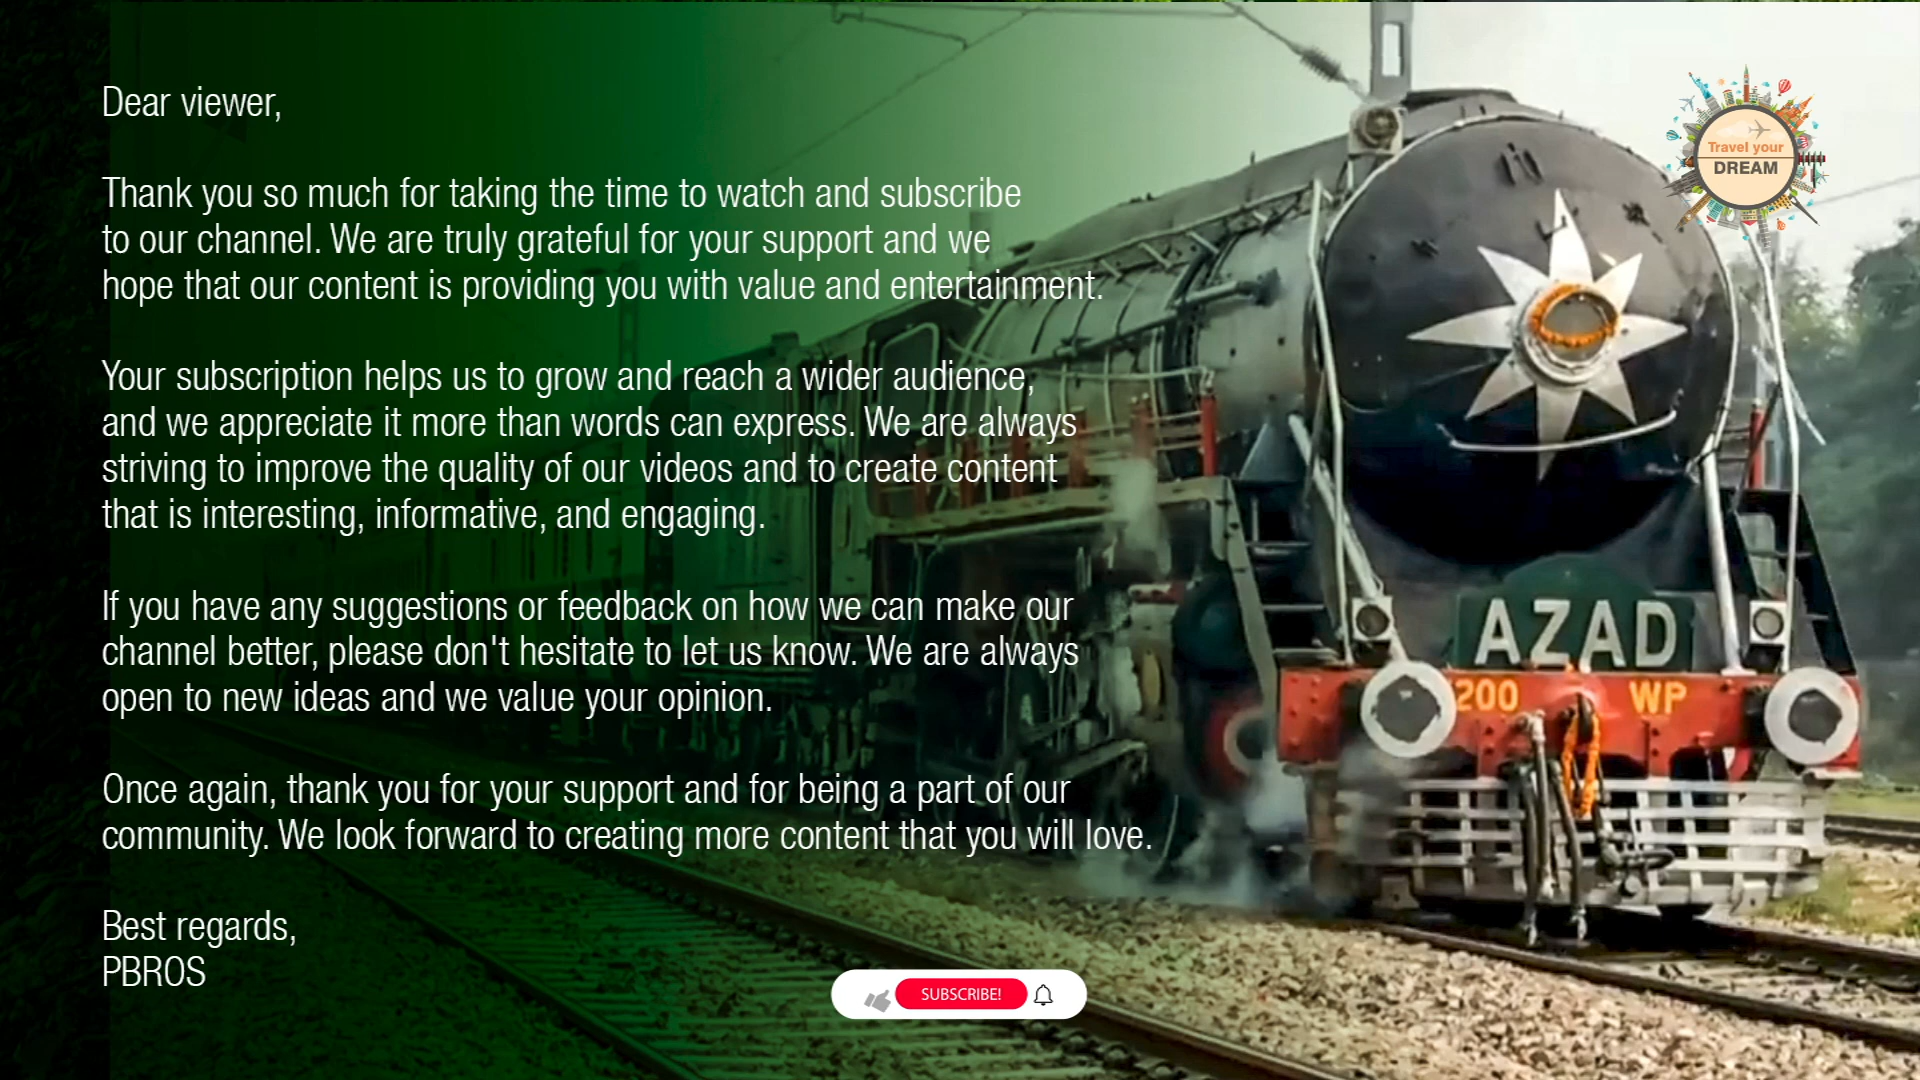 Dear viewer,
Thank you so much for taking the time to watch and subscribe
to our channel. We are truly grateful for your support and we
hope that our content is providing you with value and entertainment.
Your subscription helps us to grow and reach a wider audience,
and we appreciate it more than words can express. We are always
striving to improve the quality of our videos and to create content
that is interesting, informative, and engaging.
If you have any suggestions or feedback on how we can make our
channel better, please don't hesitate to let us know. We are always
open to new ideas and we value your opinion.
Once again, thank you for your support and for being a part of our
community. We look forward to creating more content that you will love.
Best regards,
PBROS
SUBSCRIBE!
Travel your
DREAM
AZAD
200 WP